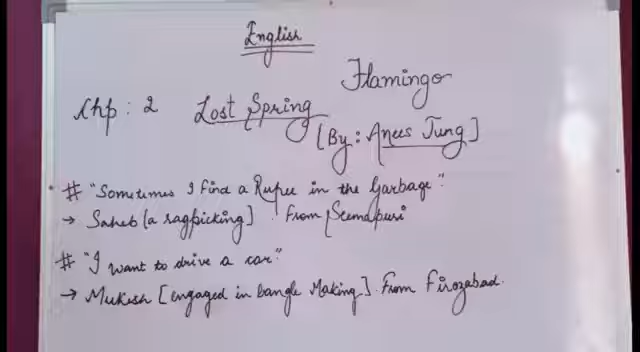 English
Flamingo
Chp : 2 Lost Spring
[By : Anees Jung]
# "Sometimes I find a Rupee in the Garbage".
→ Saheb [a ragpicking] . From Seemapuri
# "I want to drive a car"
→ Mukesh [engaged in bangle Making]. From Firozabad.